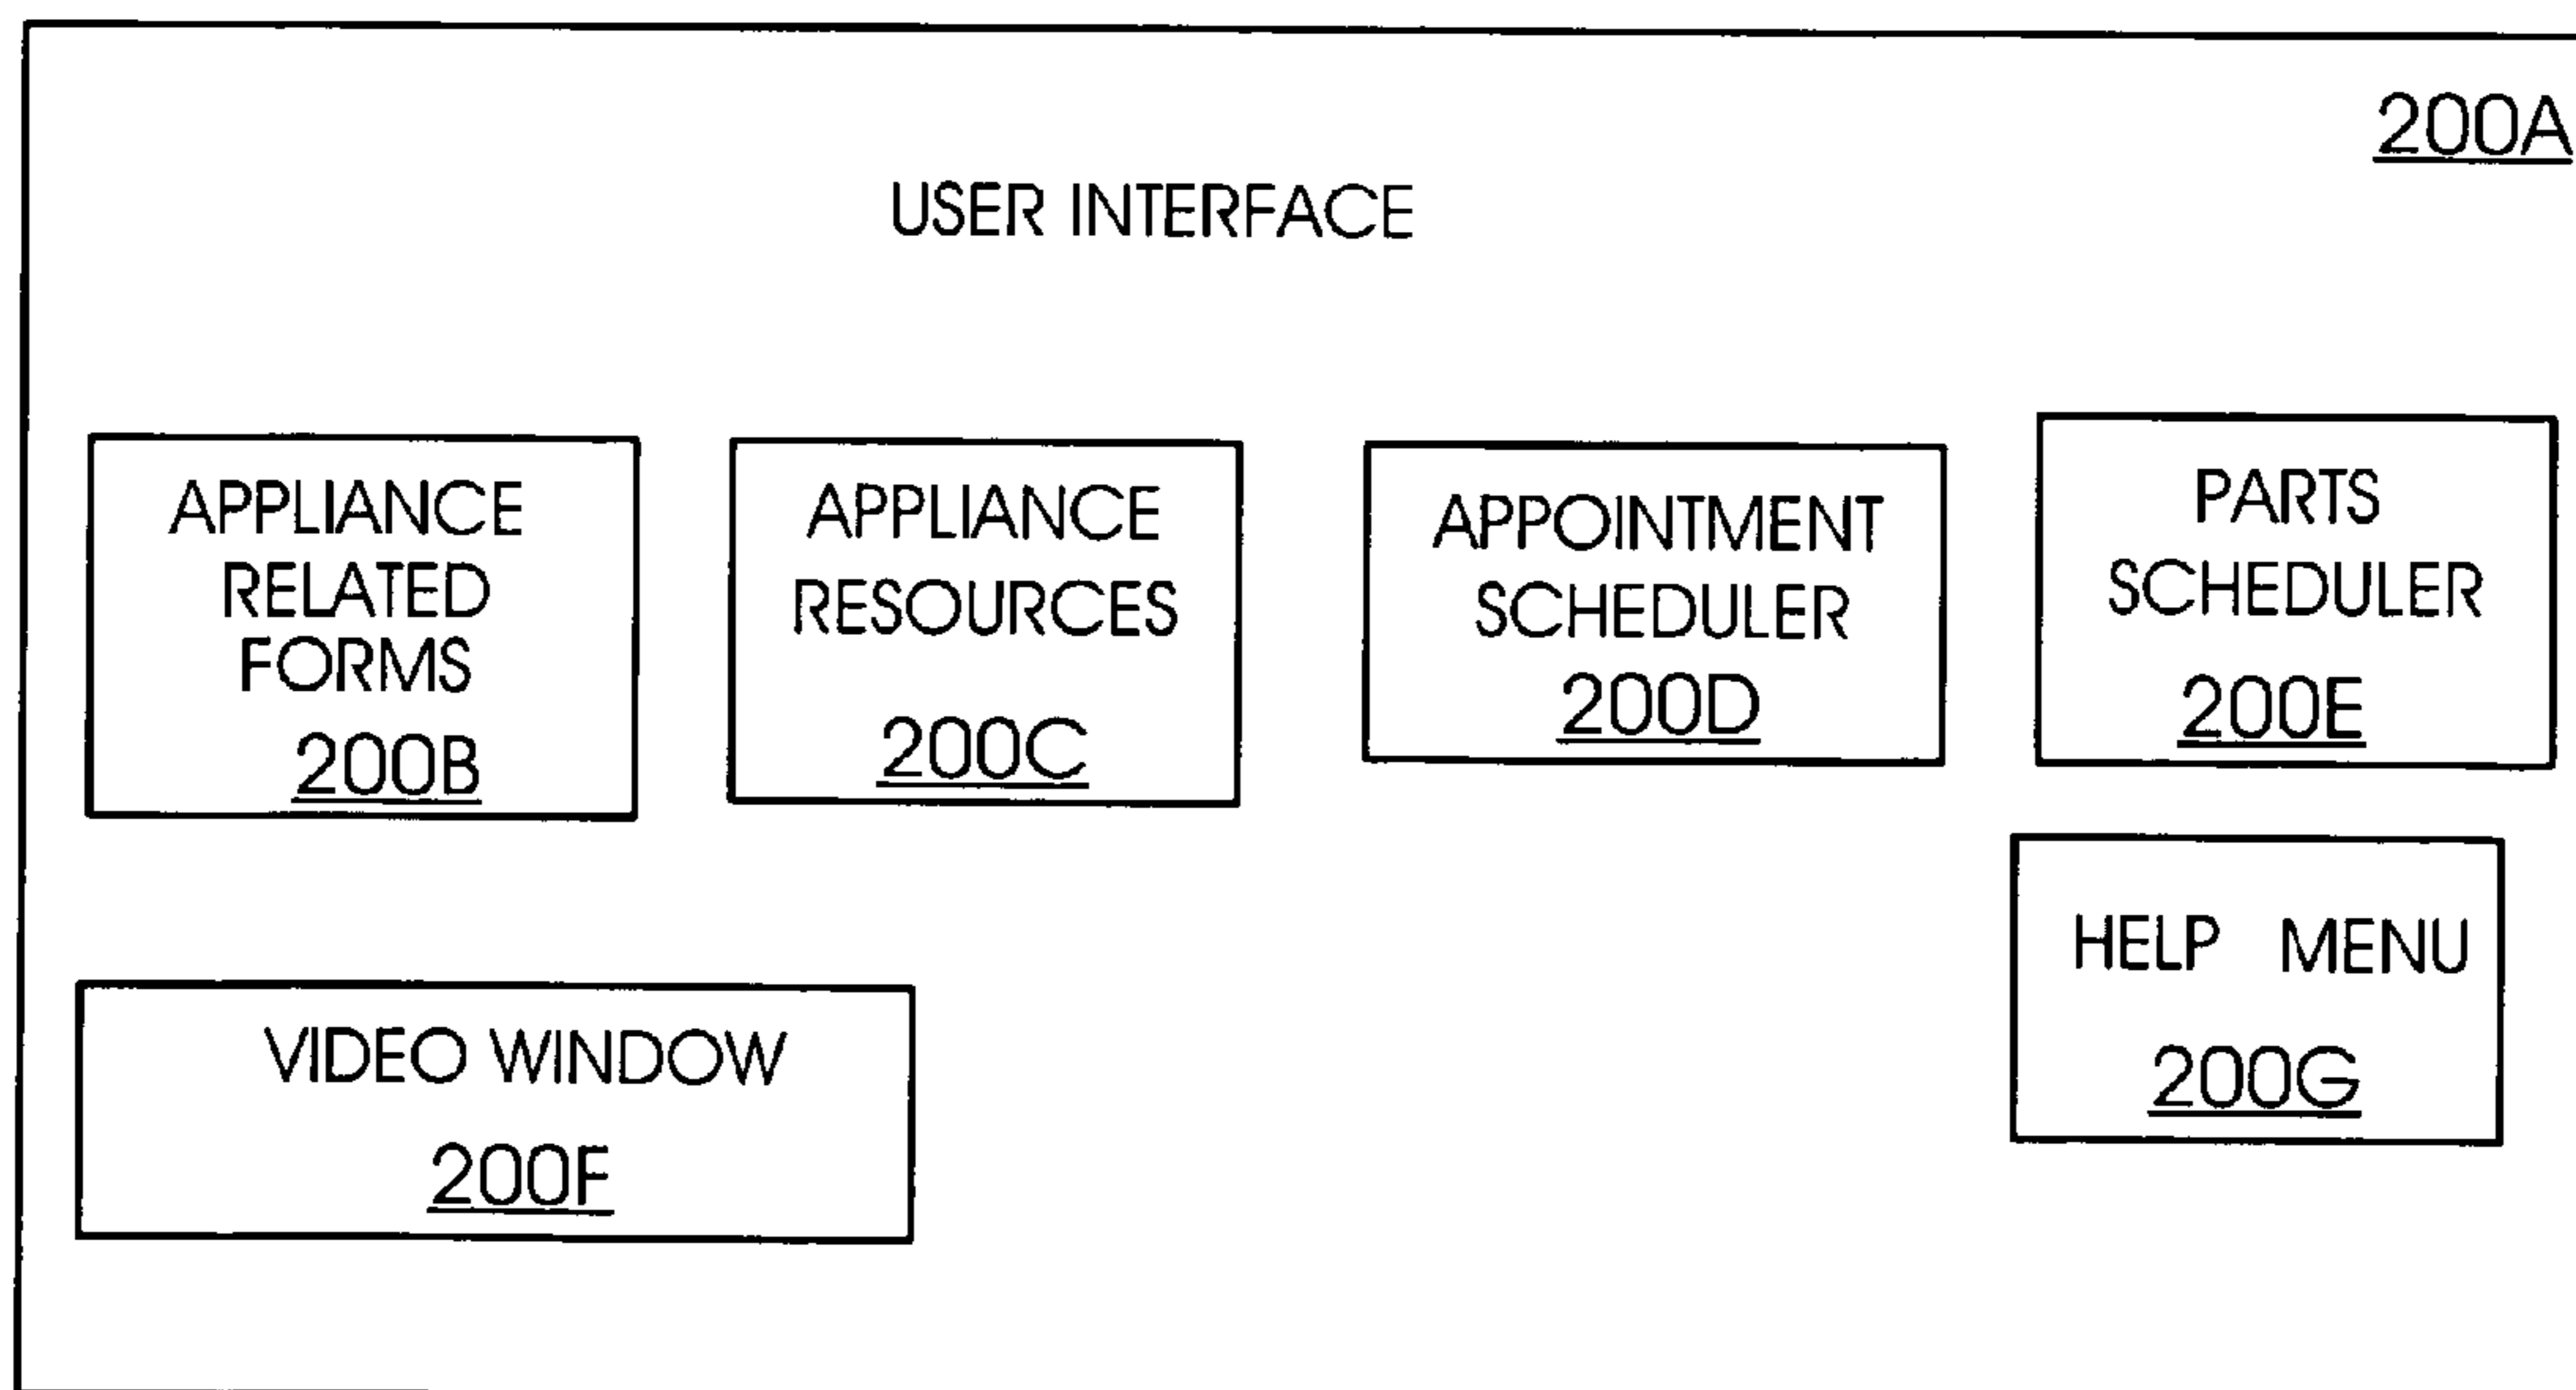 200A
USER INTERFACE
APPLIANCE
RELATED
FORMS
200B
APPLIANCE
RESOURCES
200C
APPOINTMENT
SCHEDULER
200D
PARTS
SCHEDULER
200E
HELP MENU
200G
VIDEO WINDOW
200F